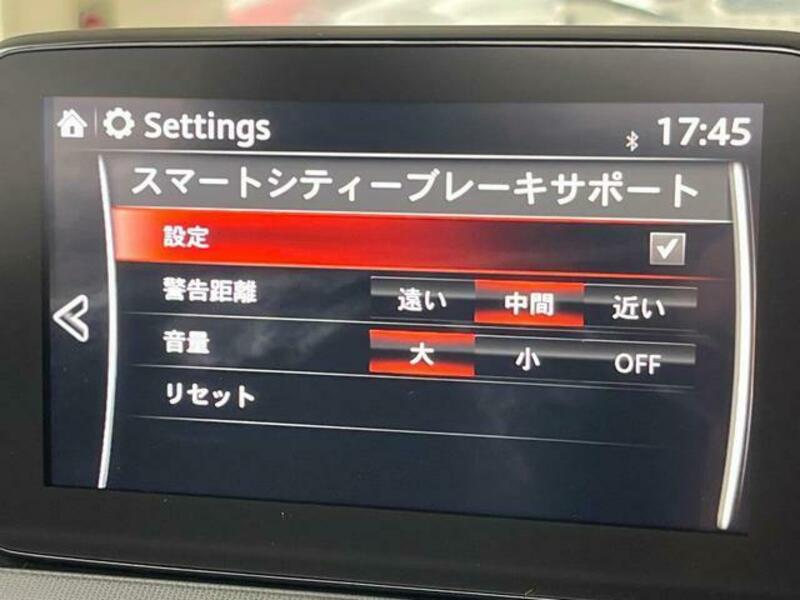 Settings 17:45
スマートシティーブレーキサポート
設定
警告距離 遠い 中間 近い
音量 大 小 OFF
リセット